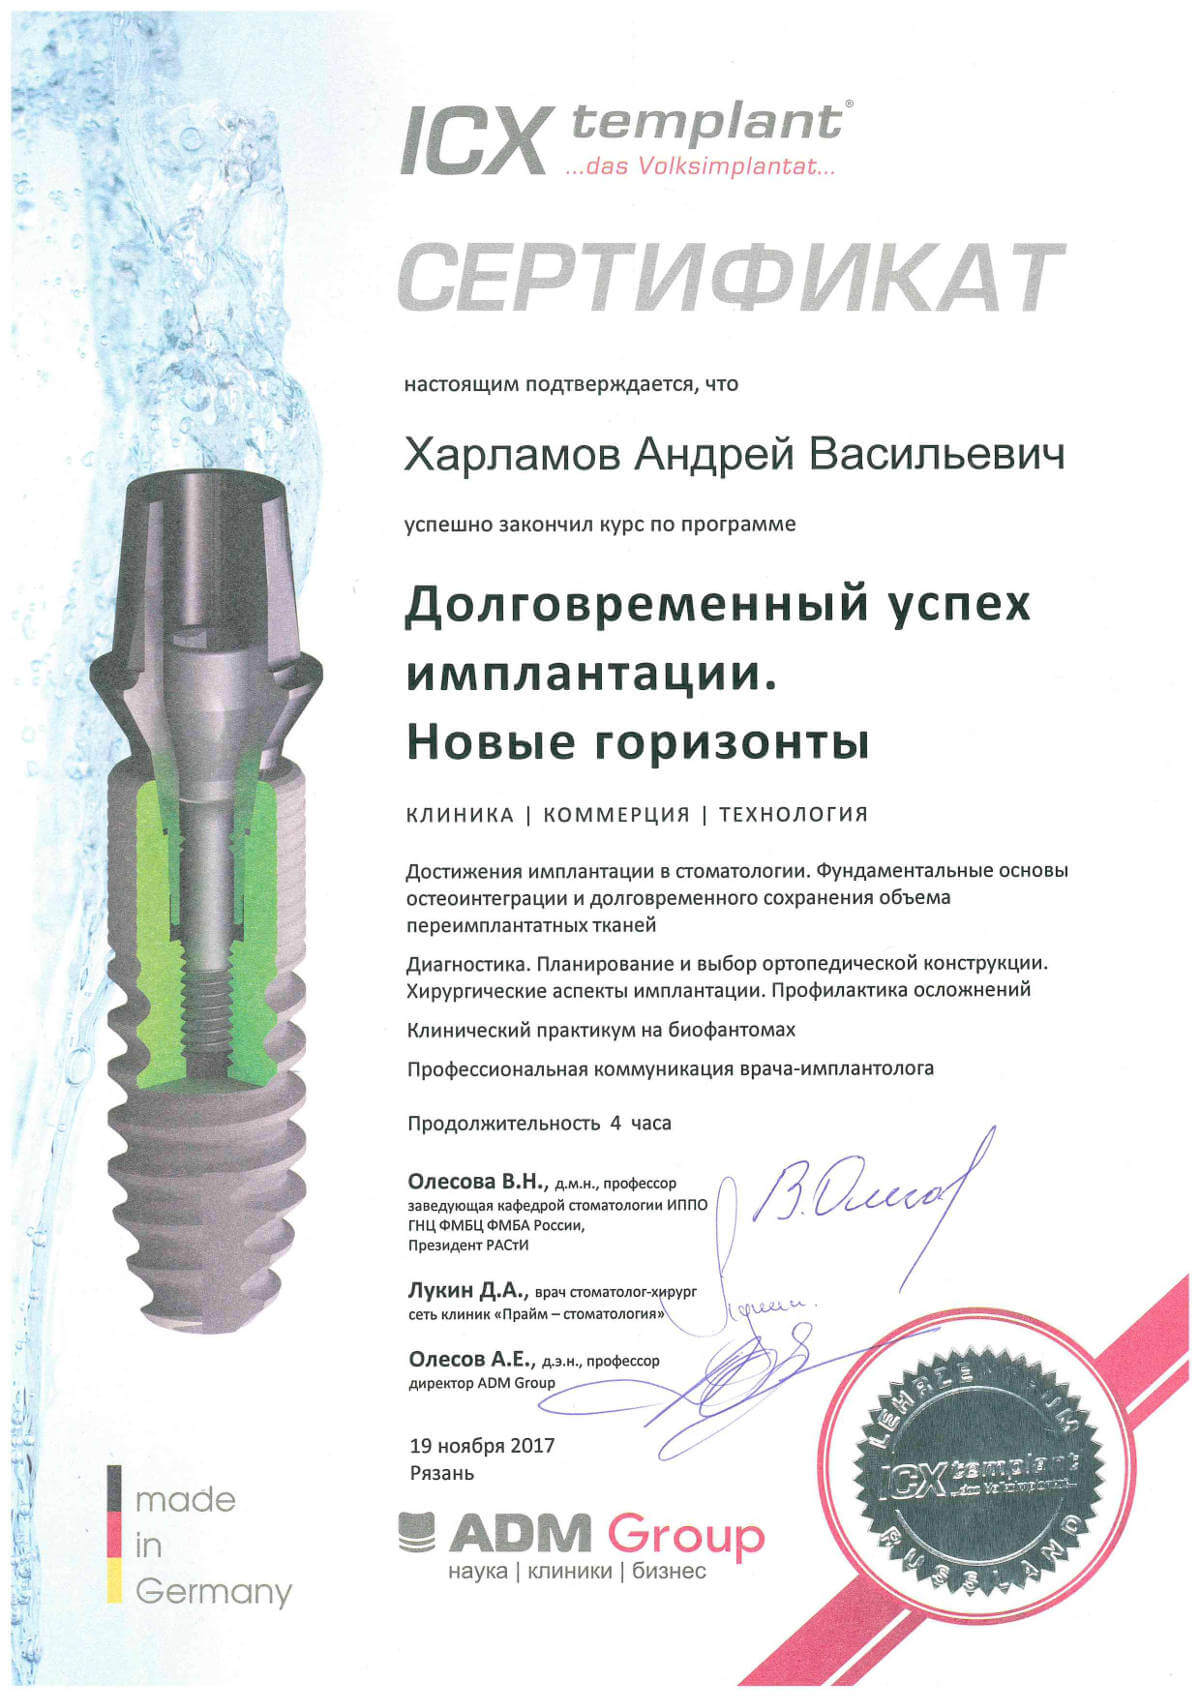 ICX templant®
...das Volksimplantat...
СЕРТИФИКАТ
настоящим подтверждается, что
Харламов Андрей Васильевич
успешно закончил курс по программе
Долговременный успех
имплантации.
Новые горизонты
КЛИНИКА | КОММЕРЦИЯ | ТЕХНОЛОГИЯ
Достижения имплантации в стоматологии. Фундаментальные основы
остеоинтеграции и долговременного сохранения объема
переимплантатных тканей
Диагностика. Планирование и выбор ортопедической конструкции.
Хирургические аспекты имплантации. Профилактика осложнений
Клинический практикум на биофантомах
Профессиональная коммуникация врача-имплантолога
Продолжительность 4 часа
Олесова В.Н., д.м.н., профессор
заведующая кафедрой стоматологии ИППО
ГНЦ ФМБЦ ФМБА России,
Президент РАСтИ
Лукин Д.А., врач стоматолог-хирург
сеть клиник «Прайм – стоматология»
Олесов А.Е., д.э.н., профессор
директор ADM Group
19 ноября 2017
Рязань
ADM Group
наука | клиники | бизнес
made
in
Germany
LEHRZENTRUM
ICX templant
...das Volksimplantat...
RUSSLAND